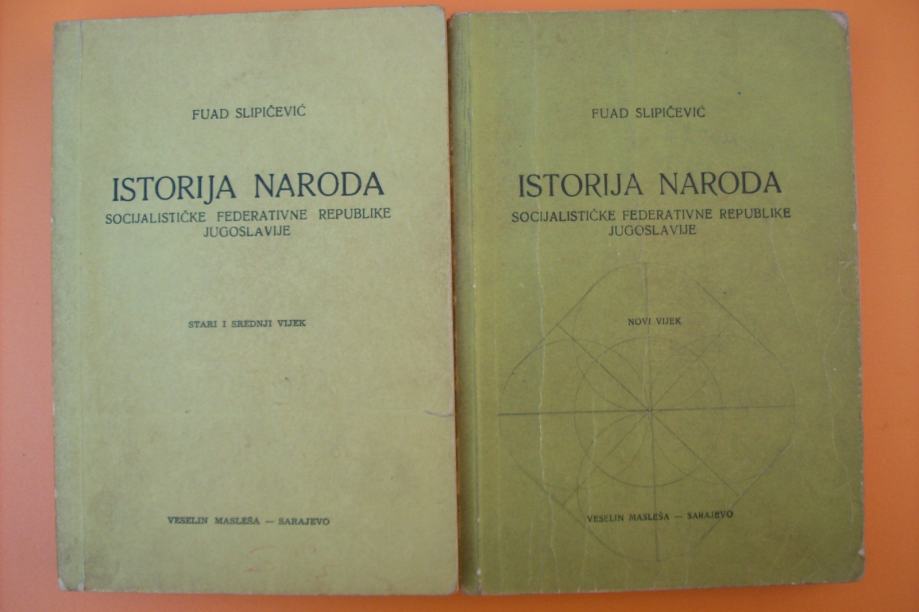 FUAD SLIPIČEVIĆ
ISTORIJA NARODA
SOCIJALISTIČKE FEDERATIVNE REPUBLIKE
JUGOSLAVIJE
STARI I SREDNJI VIJEK
VESELIN MASLEŠA — SARAJEVO
FUAD SLIPIČEVIĆ
ISTORIJA NARODA
SOCIJALISTIČKE FEDERATIVNE REPUBLIKE
JUGOSLAVIJE
NOVI VIJEK
VESELIN MASLEŠA — SARAJEVO